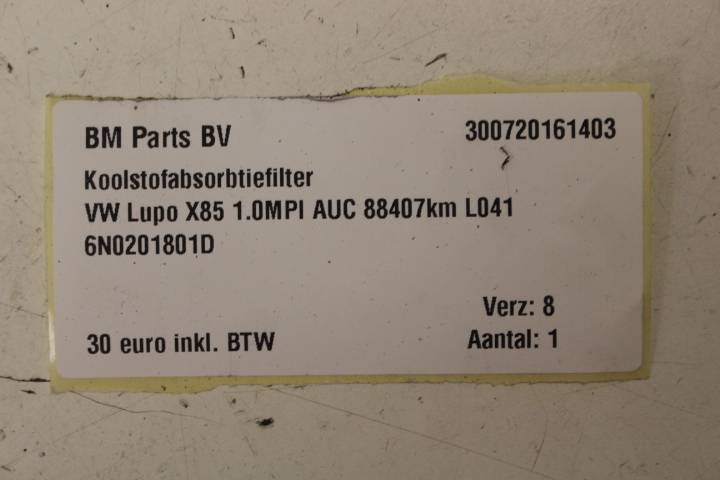 BM Parts BV 300720161403
Koolstofabsorbtiefilter
VW Lupo X85 1.0MPI AUC 88407km L041
6N0201801D
Verz: 8
30 euro inkl. BTW Aantal: 1